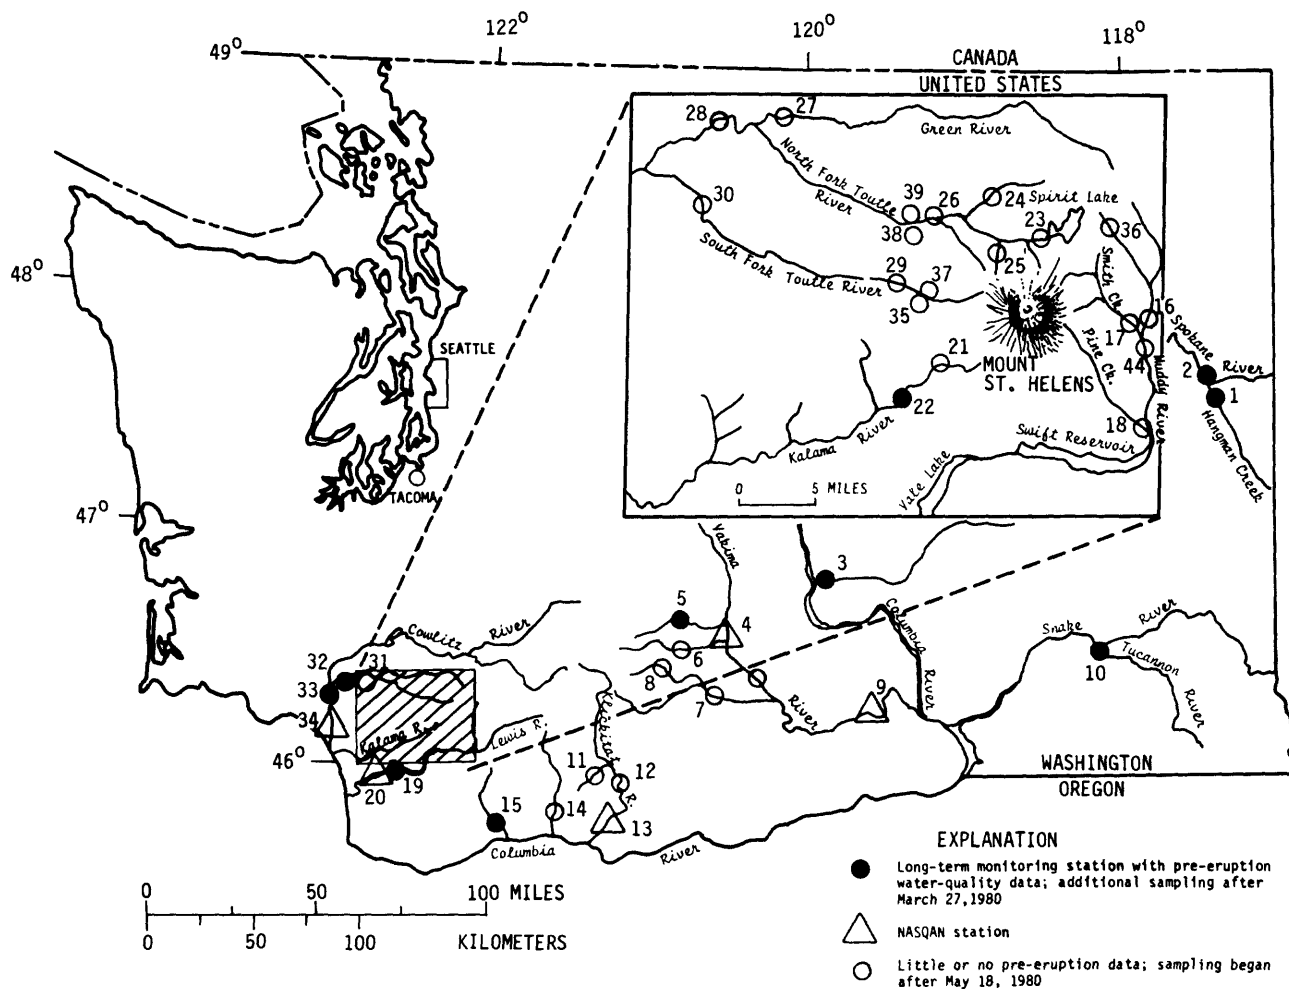 122°
120°
118°
49°
CANADA
UNITED STATES
28
27
Green River
North Fork Toutle
River
39
26
24
Spirit Lake
30
38
23
36
South Fork Toutle River
29
37
25
Smith Ck.
35
16
17
Spokane
48°
SEATTLE
21
MOUNT
ST. HELENS
Pine Ck.
44
Muddy River
2
River
1
22
Kalama River
18
Swift Reservoir
Hangman Creek
Yale Lake
0 5 MILES
TACOMA
47°
Yakima
3
5
4
Columbia
River
Snake
River
Cowlitz
River
6
Tucannon
River
10
32
31
8
33
7
9
34
Klickitat
R.
River
Kalama R.
Lewis R.
46°
11
12
WASHINGTON
OREGON
20
19
15
14
13
Columbia
River
EXPLANATION
Long-term monitoring station with pre-eruption
water-quality data; additional sampling after
March 27,1980
NASQAN station
Little or no pre-eruption data; sampling began
after May 18, 1980
0 50 100 MILES
0 50 100 KILOMETERS